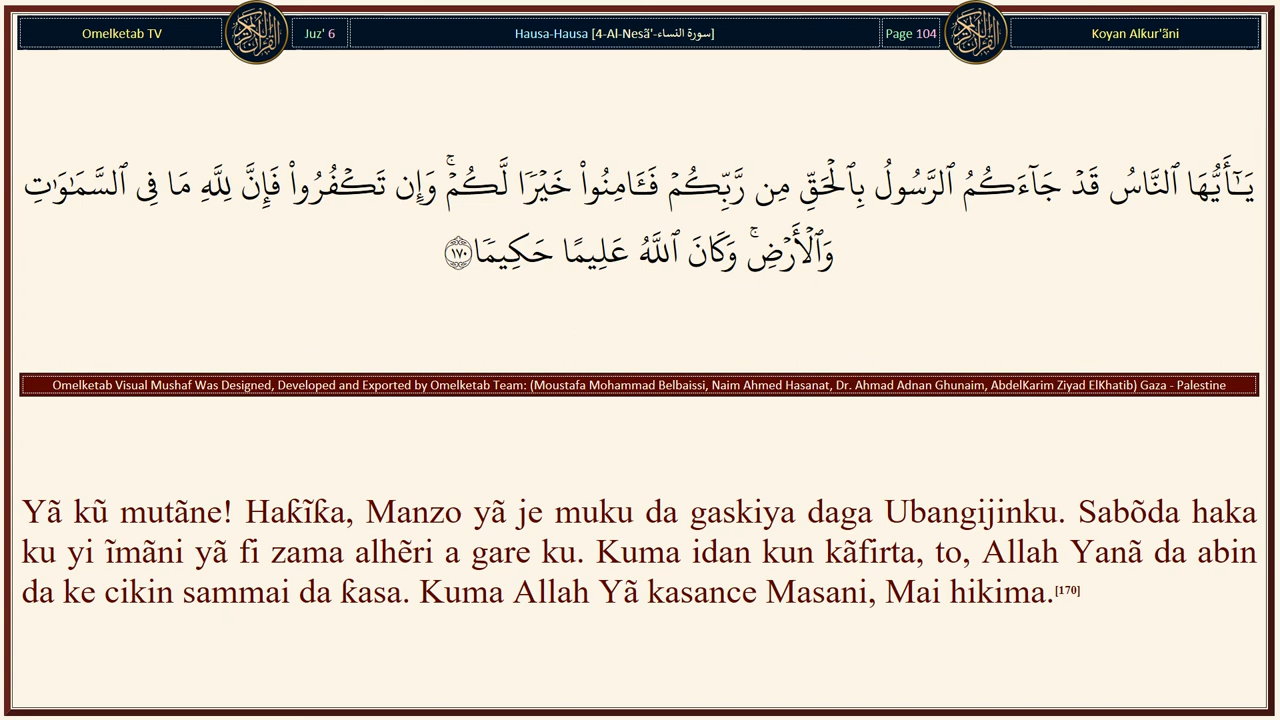 Omelketab TV
Juz' 6
Hausa-Hausa [4-Al-Nesã'-سورة النساء]
Page 104
Koyan Alƙur'ãni
يَـٰٓأَيُّهَا ٱلنَّاسُ قَدۡ جَآءَكُمُ ٱلرَّسُولُ بِٱلۡحَقِّ مِن رَّبِّكُمۡ فَـَٔامِنُواْ خَيۡرٗا لَّكُمۡۚ وَإِن تَكۡفُرُواْ فَإِنَّ لِلَّهِ مَا فِي ٱلسَّمَٰوَٰتِ
وَٱلۡأَرۡضِۚ وَكَانَ ٱللَّهُ عَلِيمًا حَكِيمٗا ١٧٠
Omelketab Visual Mushaf Was Designed, Developed and Exported by Omelketab Team: (Moustafa Mohammad Belbaissi, Naim Ahmed Hasanat, Dr. Ahmad Adnan Ghunaim, AbdelKarim Ziyad ElKhatib) Gaza - Palestine
Yã kũ mutãne! Haƙĩƙa, Manzo yã je muku da gaskiya daga Ubangijinku. Sabõda haka
ku yi ĩmãni yã fi zama alhẽri a gare ku. Kuma idan kun kãfirta, to, Allah Yanã da abin
da ke cikin sammai da ƙasa. Kuma Allah Yã kasance Masani, Mai hikima.[170]